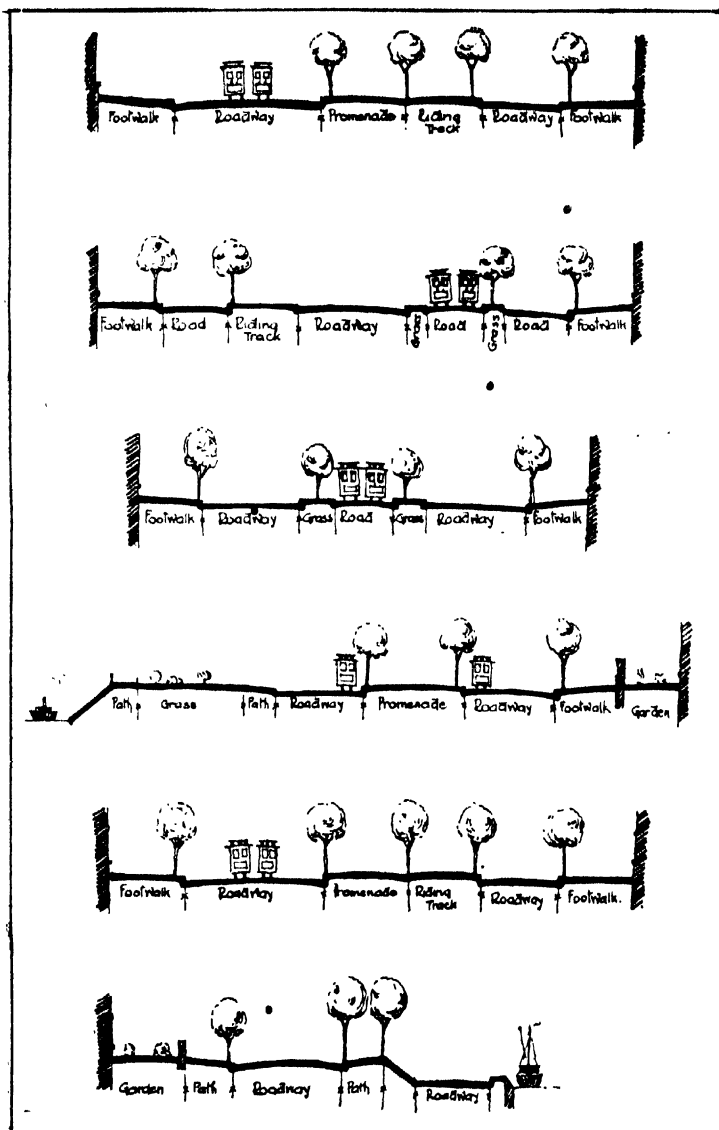 Footwalk Roadway Promenade Riding Track Roadway Footwalk
Footwalk Road Riding Track Roadway Grass Road Grass Road Footwalk
Footwalk Roadway Grass Road Grass Roadway Footwalk
Path Grass Path Roadway Promenade Roadway Footwalk Garden
Footwalk Roadway Promenade Riding Track Roadway Footwalk.
Garden Path Roadway Path Roadway